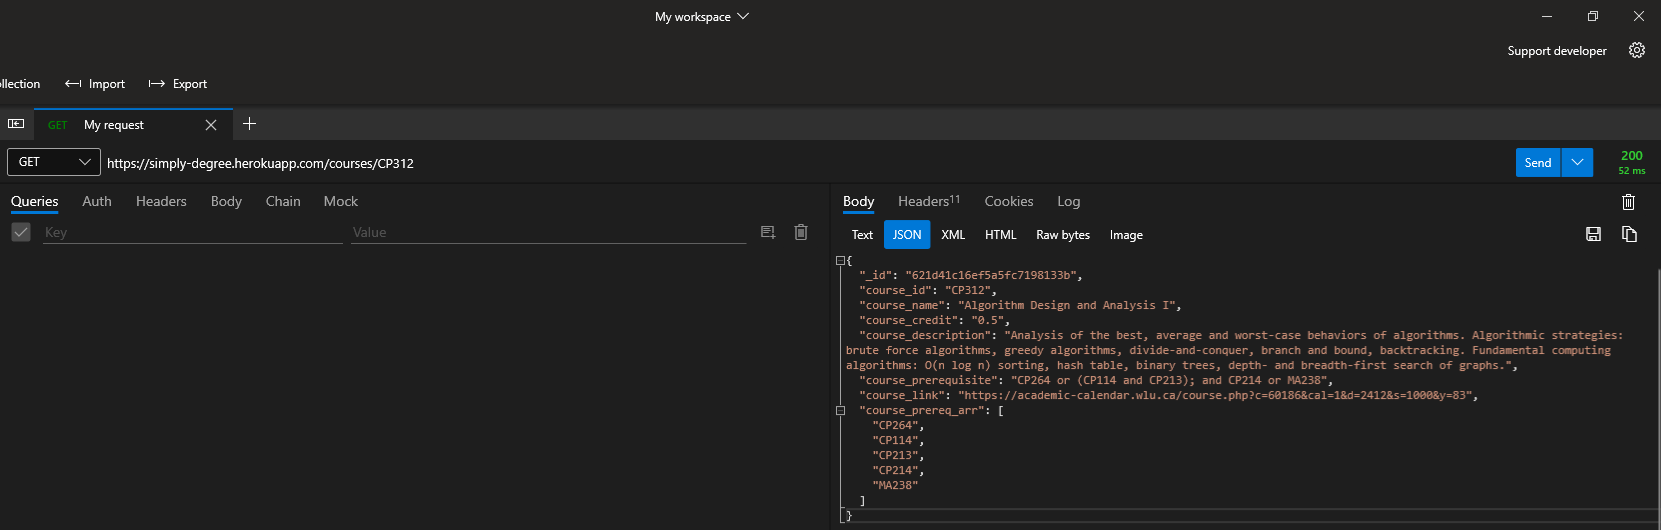 My workspace
Support developer
ollection Import Export
GET My request
GET https://simply-degree.herokuapp.com/courses/CP312 Send 200
52 ms
Queries Auth Headers Body Chain Mock
Key Value
Body Headers11 Cookies Log
Text JSON XML HTML Raw bytes Image
{
"_id": "621d41c16ef5a5fc7198133b",
"course_id": "CP312",
"course_name": "Algorithm Design and Analysis I",
"course_credit": "0.5",
"course_description": "Analysis of the best, average and worst-case behaviors of algorithms. Algorithmic strategies:
brute force algorithms, greedy algorithms, divide-and-conquer, branch and bound, backtracking. Fundamental computing
algorithms: O(n log n) sorting, hash table, binary trees, depth- and breadth-first search of graphs.",
"course_prerequisite": "CP264 or (CP114 and CP213); and CP214 or MA238",
"course_link": "https://academic-calendar.wlu.ca/course.php?c=60186&cal=1&d=2412&s=1000&y=83",
"course_prereq_arr": [
"CP264",
"CP114",
"CP213",
"CP214",
"MA238"
]
}